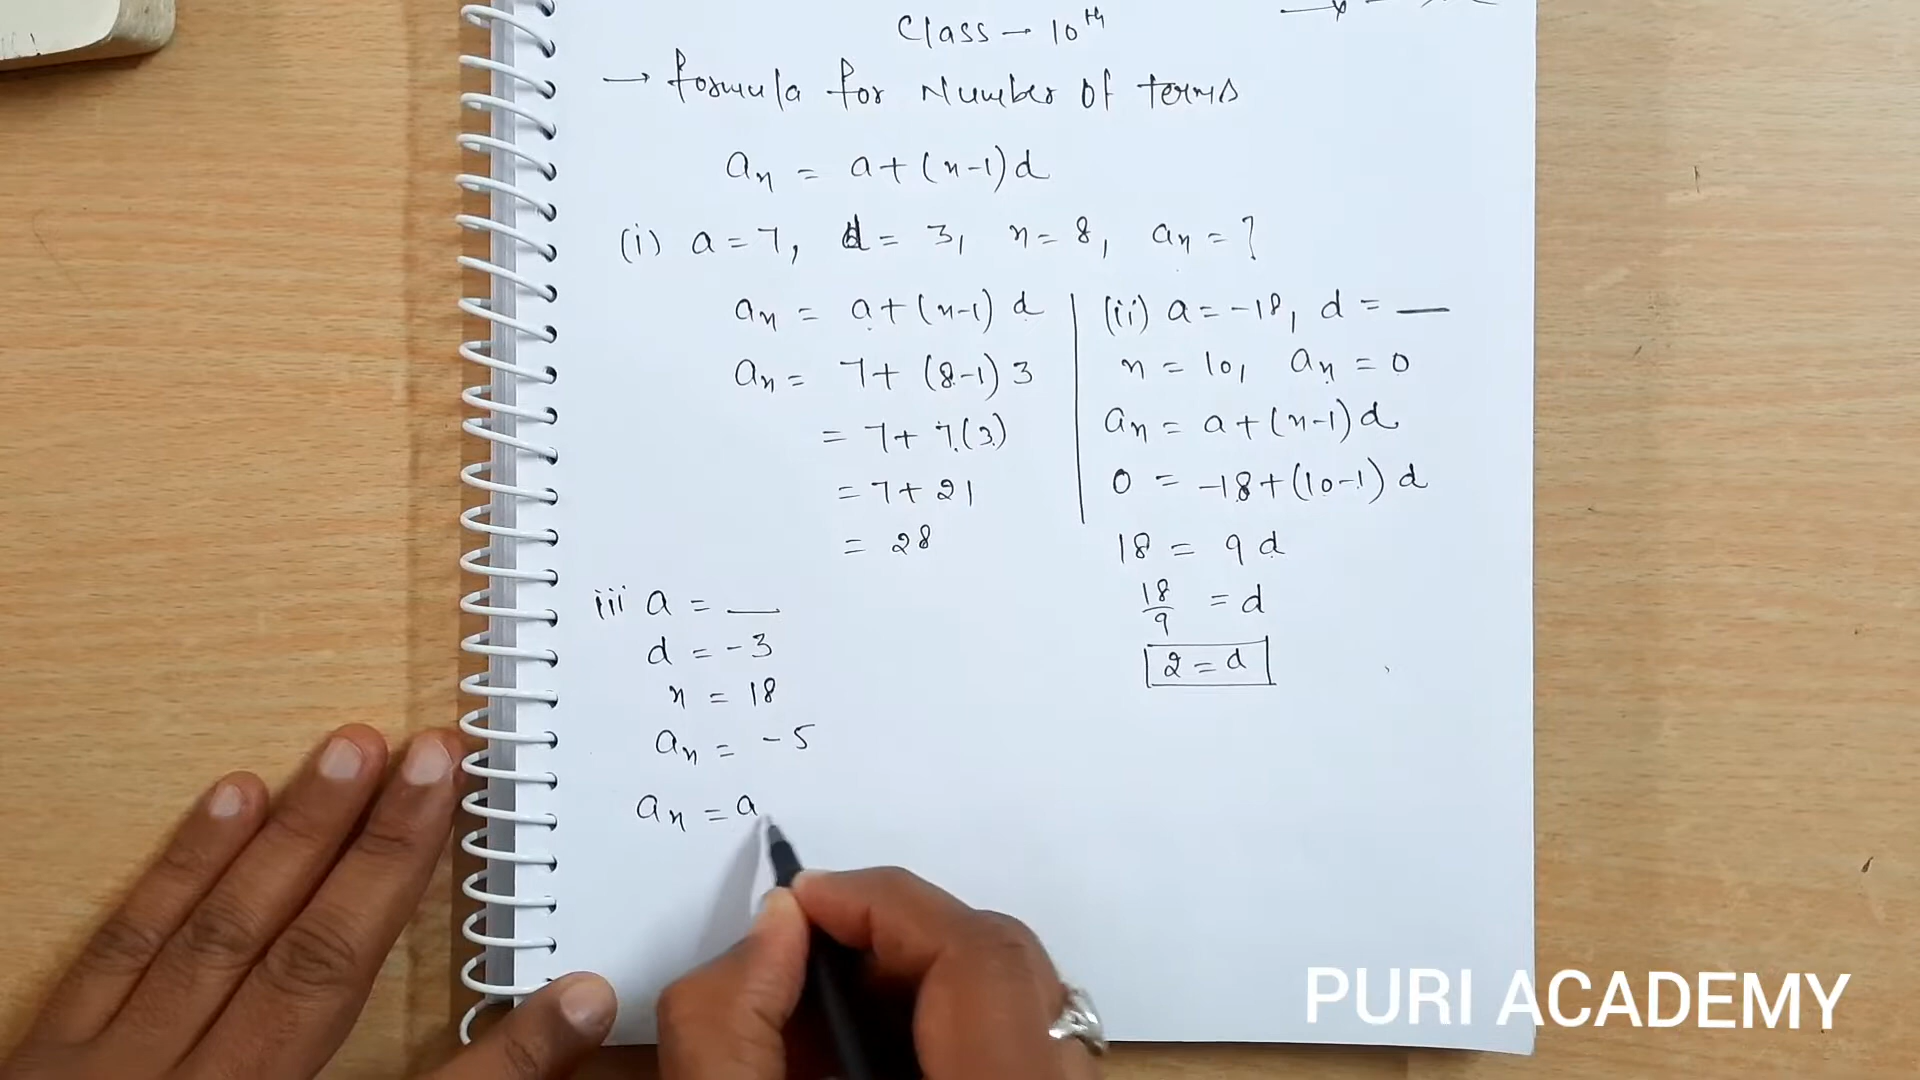 Class → 10th
→ formula for Number of terms
an = a+(n-1)d
(i) a=7, d= 3, n=8, an=?
an = a+(n-1) d
an = 7+ (8-1) 3
= 7+ 7(3)
= 7+ 21
= 28
(ii) a=-18, d = __
n = 10, an = 0
an = a+(n-1)d
0 = -18+(10-1) d
18 = 9 d
18/9 = d
2 = d
iii a = __
d = -3
n = 18
an = -5
an = a
PURI ACADEMY